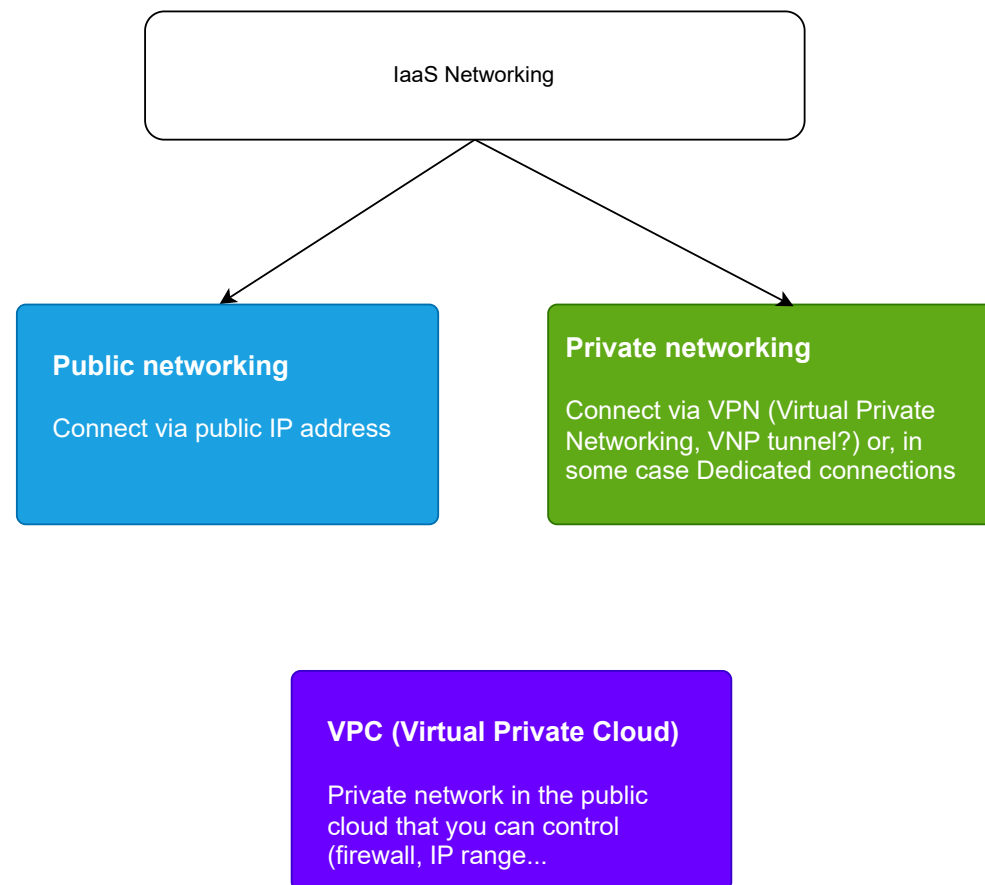 IaaS Networking
Public networking
Connect via public IP address
Private networking
Connect via VPN (Virtual Private
Networking, VNP tunnel?) or, in
some case Dedicated connections
VPC (Virtual Private Cloud)
Private network in the public
cloud that you can control
(firewall, IP range...